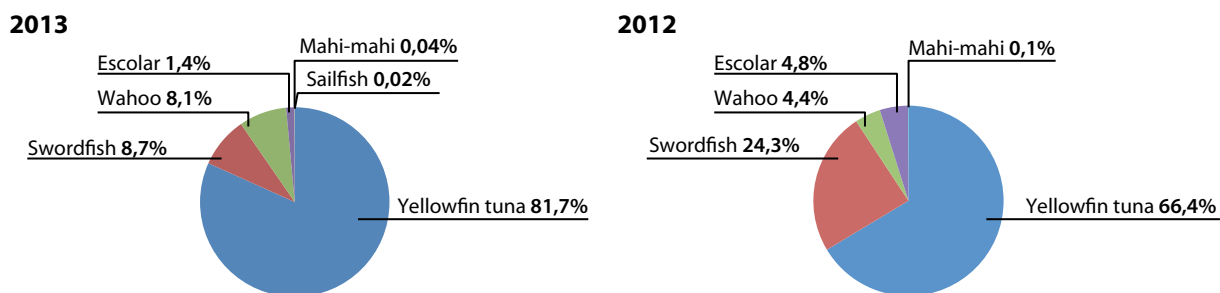 2013
Mahi-mahi 0,04%
Escolar 1,4%
Sailfish 0,02%
Wahoo 8,1%
Swordfish 8,7%
Yellowfin tuna 81,7%
2012
Mahi-mahi 0,1%
Escolar 4,8%
Wahoo 4,4%
Swordfish 24,3%
Yellowfin tuna 66,4%